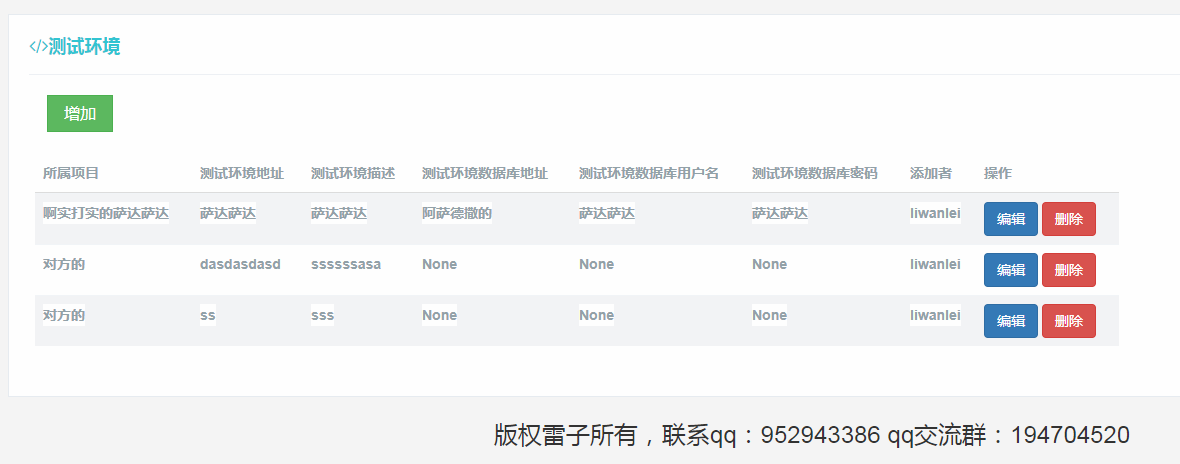 </>测试环境
增加
所属项目 测试环境地址 测试环境描述 测试环境数据库地址 测试环境数据库用户名 测试环境数据库密码 添加者 操作
啊实打实的萨达萨达 萨达萨达 萨达萨达 阿萨德撒的 萨达萨达 萨达萨达 liwanlei 编辑 删除
对方的 dasdasdasd ssssssasa None None None liwanlei 编辑 删除
对方的 ss sss None None None liwanlei 编辑 删除
版权雷子所有，联系qq：952943386 qq交流群：194704520